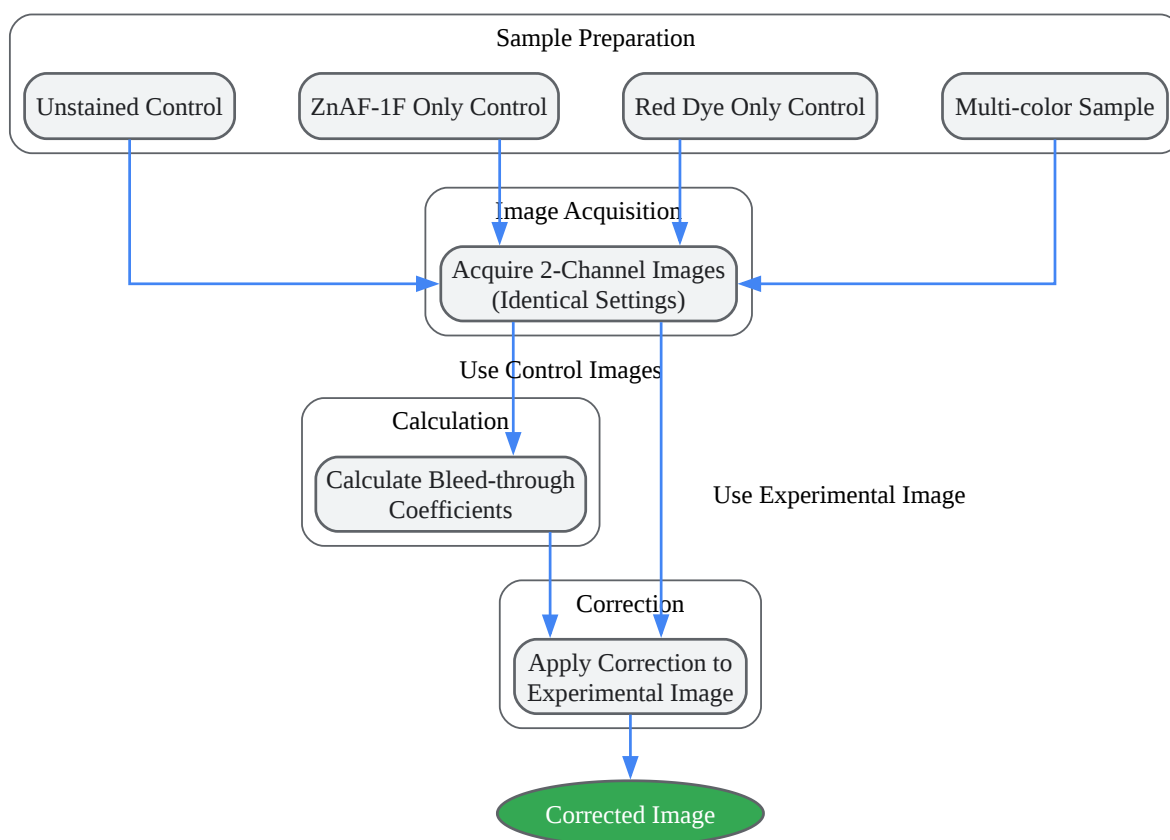 Sample Preparation
Unstained Control
ZnAF-1F Only Control
Red Dye Only Control
Multi-color Sample
Image Acquisition
Acquire 2-Channel Images
(Identical Settings)
Use Control Images
Calculation
Calculate Bleed-through
Coefficients
Use Experimental Image
Correction
Apply Correction to
Experimental Image
Corrected Image